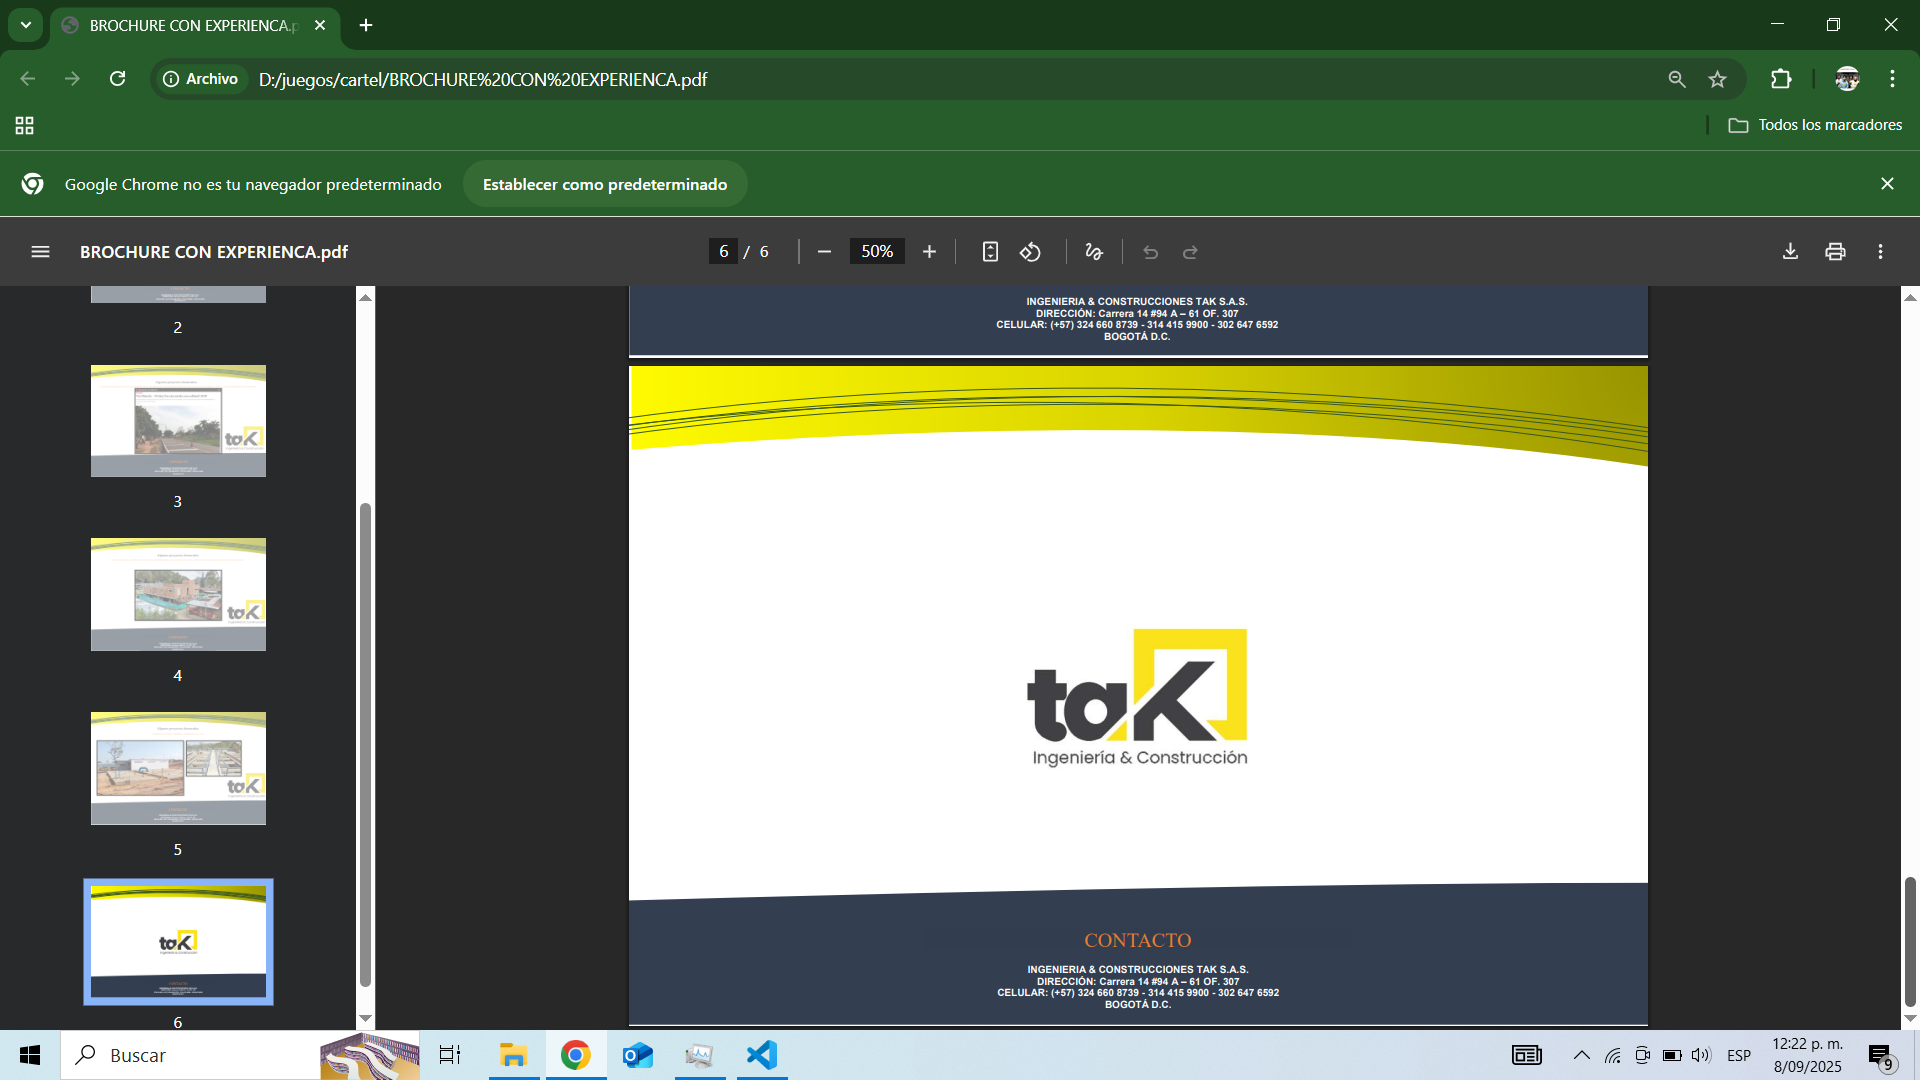 BROCHURE CON EXPERIENCA.p
Archivo
D:/juegos/cartel/BROCHURE%20CON%20EXPERIENCA.pdf
Todos los marcadores
Google Chrome no es tu navegador predeterminado
Establecer como predeterminado
BROCHURE CON EXPERIENCA.pdf
6 / 6
50%
2
3
4
5
6
taK
Ingeniería & Construcción
taK
taK
taK
taK
INGENIERIA & CONSTRUCCIONES TAK S.A.S.
DIRECCIÓN: Carrera 14 #94 A – 61 OF. 307
CELULAR: (+57) 324 660 8739 - 314 415 9900 - 302 647 6592
BOGOTÁ D.C.
CONTACTO
INGENIERIA & CONSTRUCCIONES TAK S.A.S.
DIRECCIÓN: Carrera 14 #94 A – 61 OF. 307
CELULAR: (+57) 324 660 8739 - 314 415 9900 - 302 647 6592
BOGOTÁ D.C.
Buscar
ESP
12:22 p. m.
8/09/2025
9